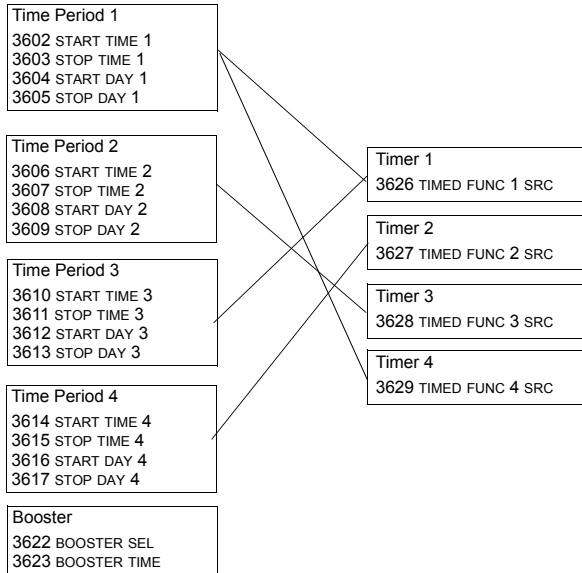 Time Period 1
3602 START TIME 1
3603 STOP TIME 1
3604 START DAY 1
3605 STOP DAY 1
Time Period 2
3606 START TIME 2
3607 STOP TIME 2
3608 START DAY 2
3609 STOP DAY 2
Time Period 3
3610 START TIME 3
3611 STOP TIME 3
3612 START DAY 3
3613 STOP DAY 3
Time Period 4
3614 START TIME 4
3615 STOP TIME 4
3616 START DAY 4
3617 STOP DAY 4
Booster
3622 BOOSTER SEL
3623 BOOSTER TIME
Timer 1
3626 TIMED FUNC 1 SRC
Timer 2
3627 TIMED FUNC 2 SRC
Timer 3
3628 TIMED FUNC 3 SRC
Timer 4
3629 TIMED FUNC 4 SRC